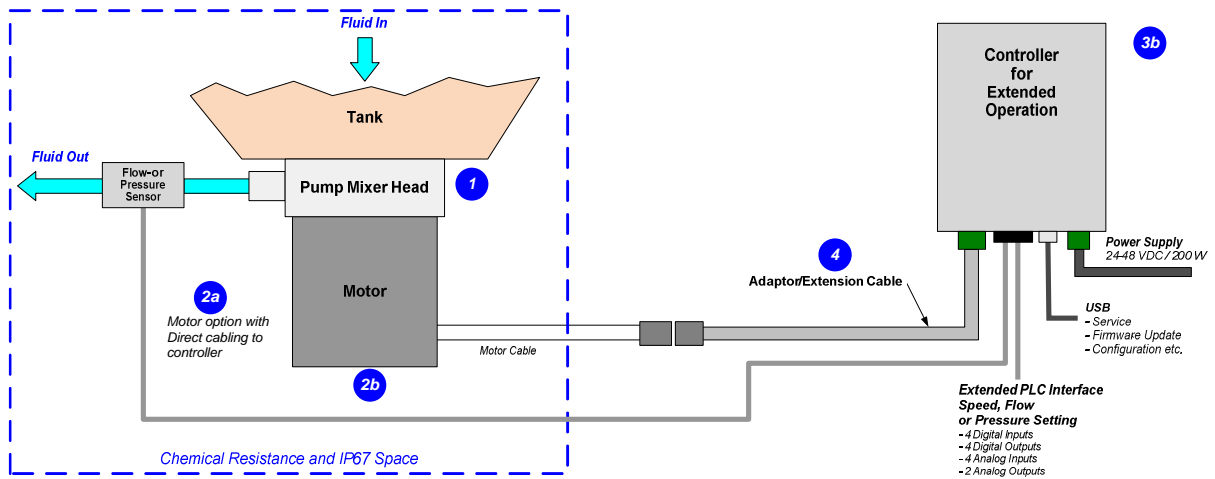 Fluid In
Tank
Fluid Out
Flow-or
Pressure
Sensor
Pump Mixer Head
1
Motor
2a
Motor option with
Direct cabling to
controller
2b
Motor Cable
Chemical Resistance and IP67 Space
4
Adaptor/Extension Cable
Controller
for
Extended
Operation
3b
Power Supply
24-48 VDC / 200 W
USB
- Service
- Firmware Update
- Configuration etc.
Extended PLC Interface
Speed, Flow
or Pressure Setting
- 4 Digital Inputs
- 4 Digital Outputs
- 4 Analog Inputs
- 2 Analog Outputs